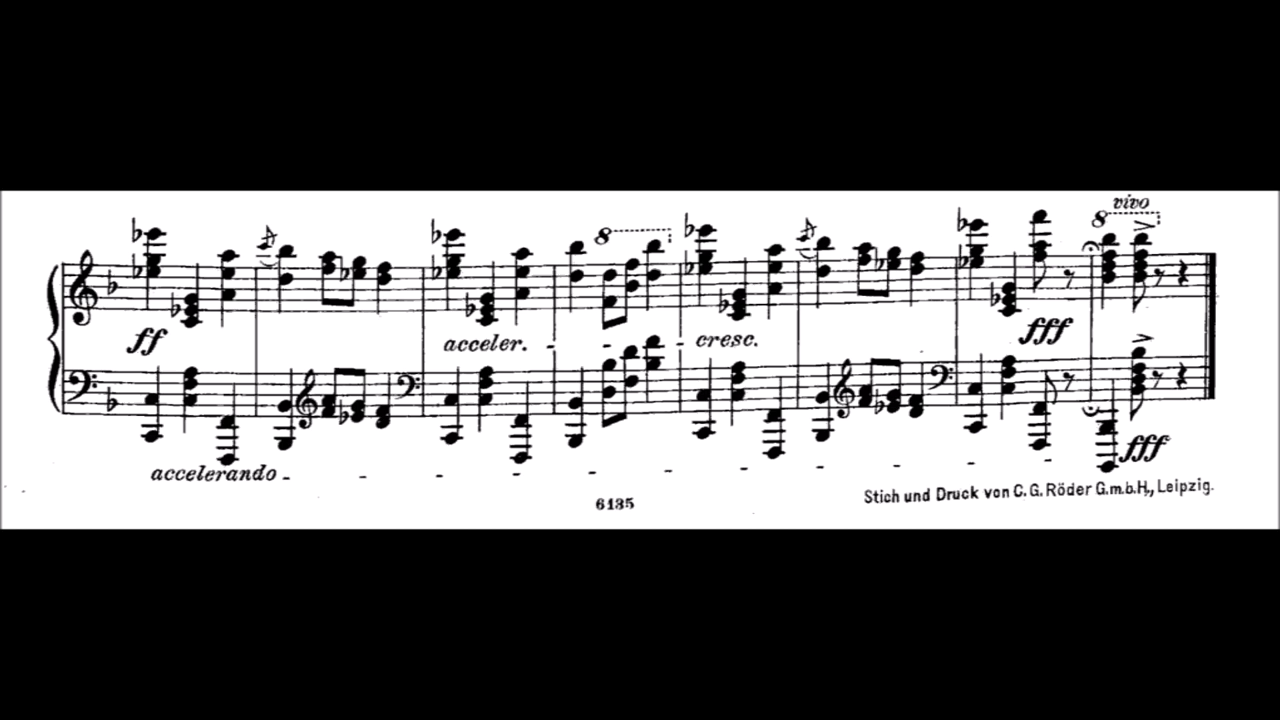 vivo
8
8
ff
acceler. - - - cresc.
fff
accelerando - - - - - - - - - - -
fff
6135
Stich und Druck von C. G. Röder G.m.b.H., Leipzig.